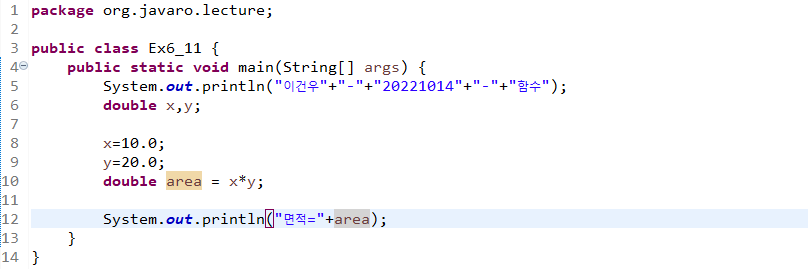 1 package org.javaro.lecture;
2
3 public class Ex6_11 {
4 public static void main(String[] args) {
5 System.out.println("이건우"+"-"+"20221014"+"-"+"함수");
6 double x,y;
7
8 x=10.0;
9 y=20.0;
10 double area = x*y;
11
12 System.out.println("면적="+area);
13 }
14 }